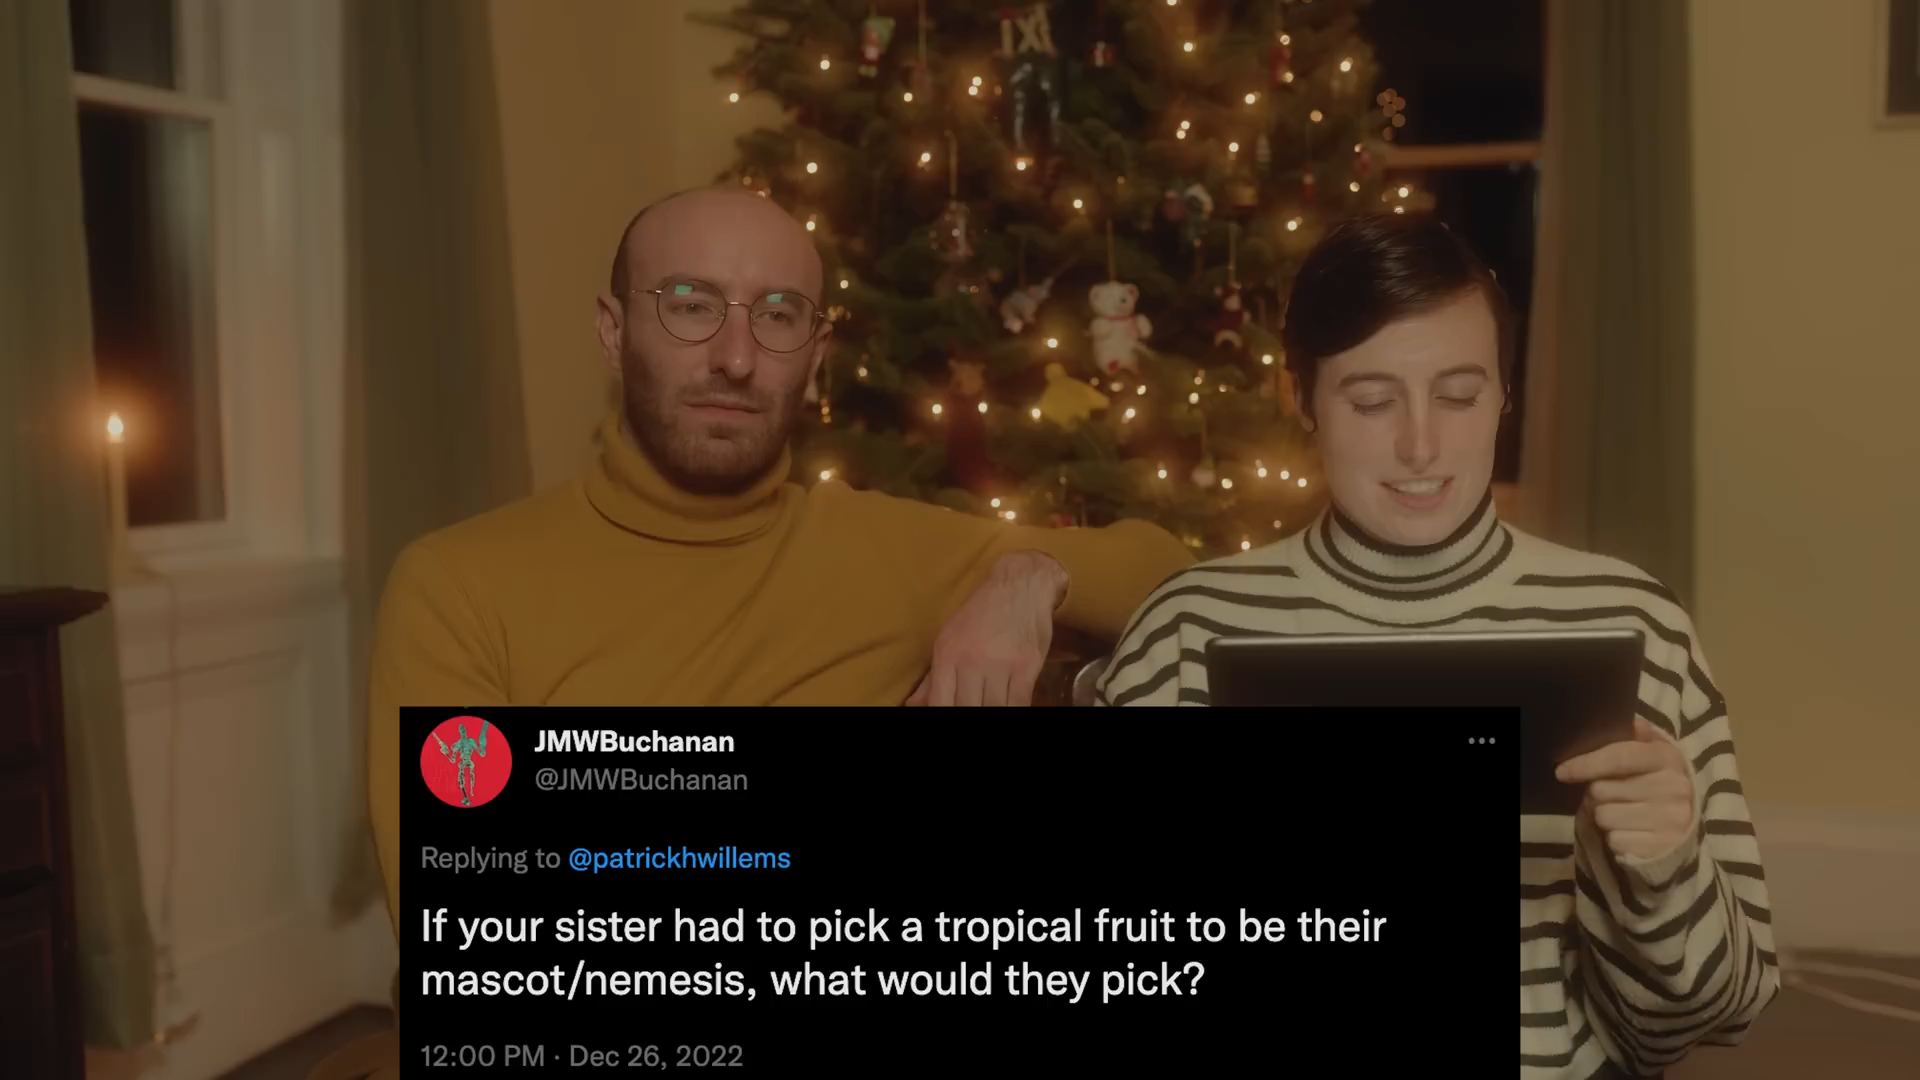 JMWBuchanan
@JMWBuchanan
Replying to @patrickhwillems
If your sister had to pick a tropical fruit to be their
mascot/nemesis, what would they pick?
12:00 PM · Dec 26, 2022